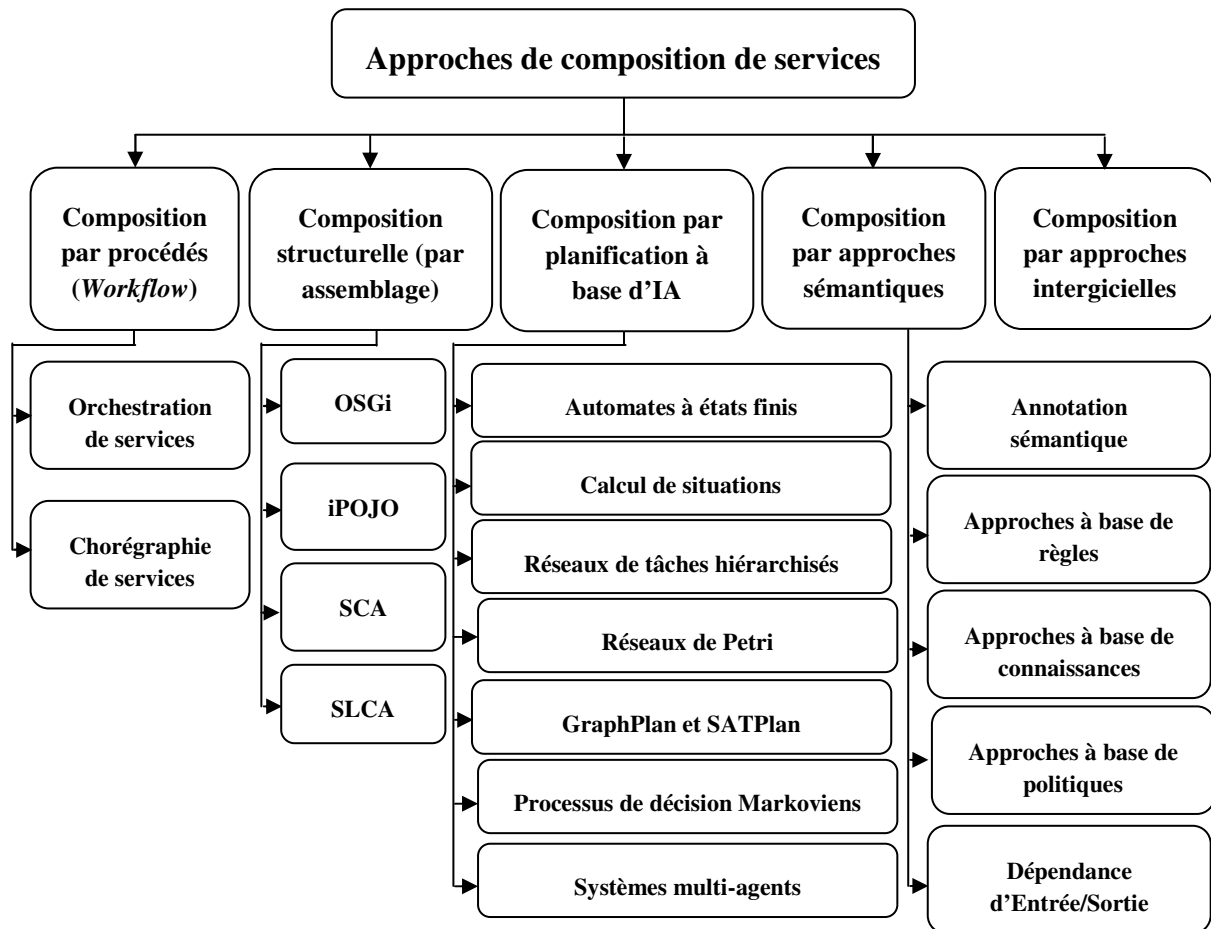 Approches de composition de services
Composition
par procédés
(Workflow)
Composition
structurelle (par
assemblage)
Composition par
planification à
base d’IA
Composition
par approches
sémantiques
Composition
par approches
intergicielles
Orchestration
de services
Chorégraphie
de services
OSGi
iPOJO
SCA
SLCA
Automates à états finis
Calcul de situations
Réseaux de tâches hiérarchisés
Réseaux de Petri
GraphPlan et SATPlan
Processus de décision Markoviens
Systèmes multi-agents
Annotation
sémantique
Approches à base de
règles
Approches à base de
connaissances
Approches à base de
politiques
Dépendance
d’Entrée/Sortie